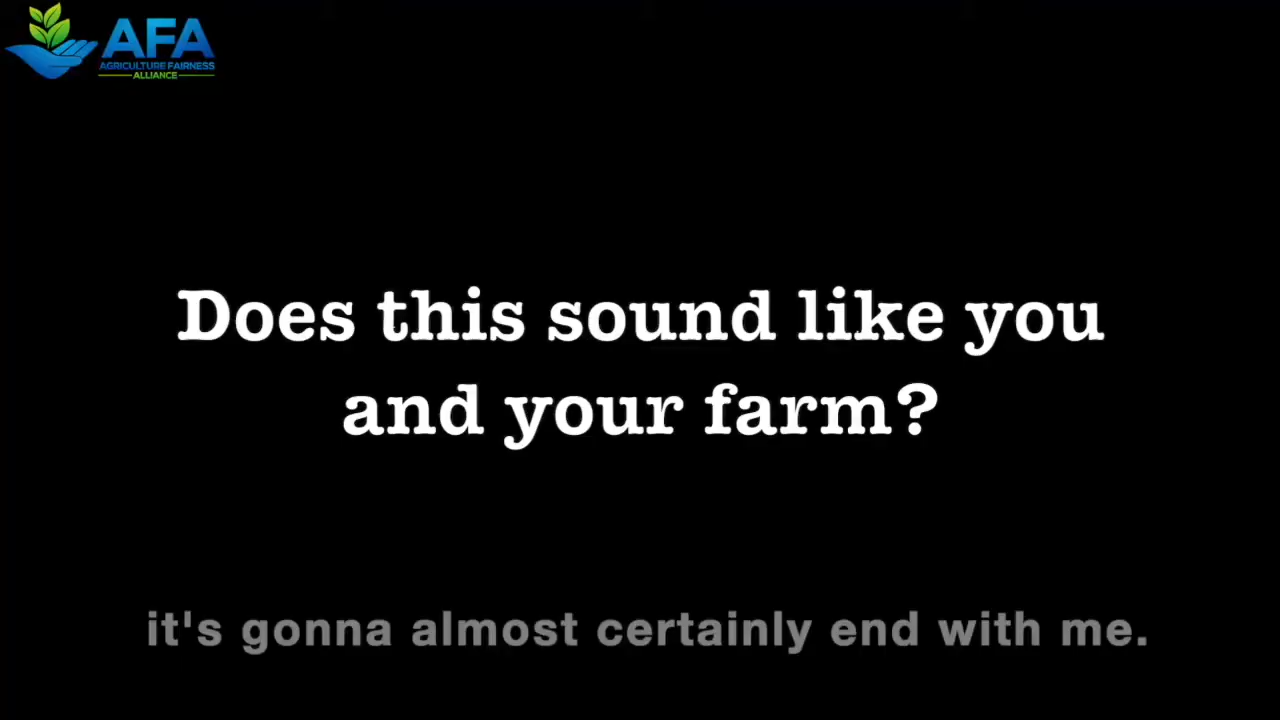 AFA
AGRICULTURE FAIRNESS
ALLIANCE
Does this sound like you
and your farm?
it's gonna almost certainly end with me.